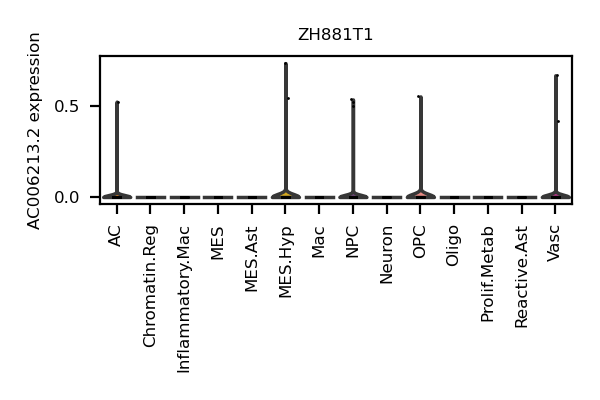 ZH881T1
AC006213.2 expression
0.5
0.0
AC
Chromatin.Reg
Inflammatory.Mac
MES
MES.Ast
MES.Hyp
Mac
NPC
Neuron
OPC
Oligo
Prolif.Metab
Reactive.Ast
Vasc